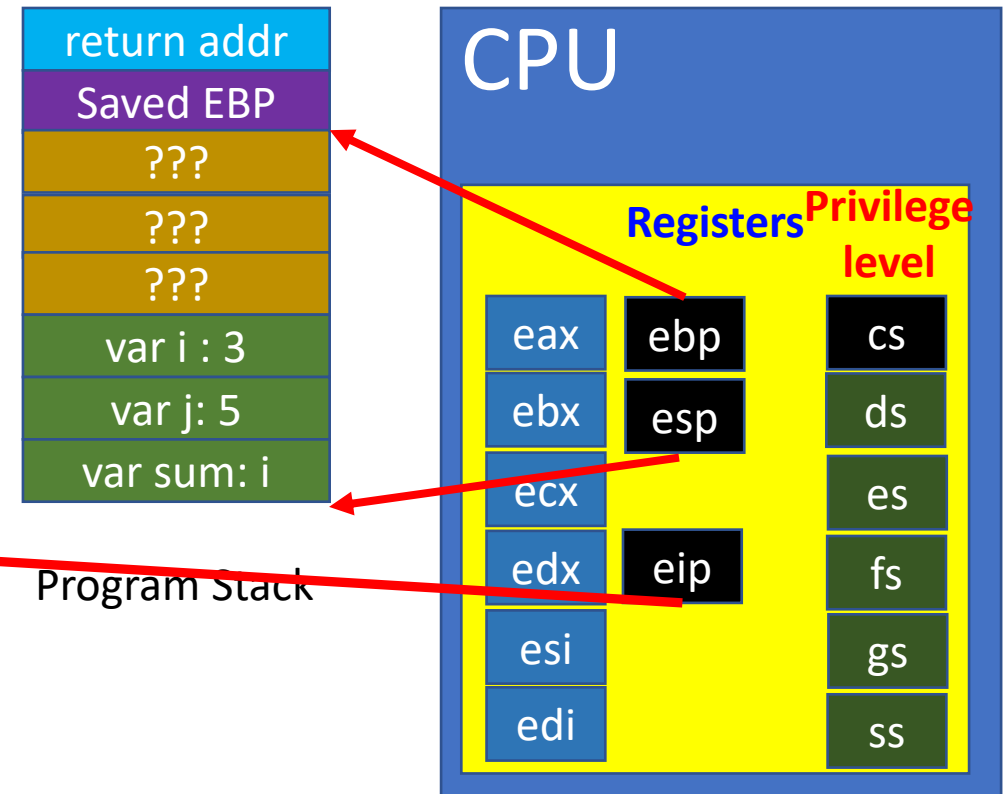 return addr
Saved EBP
???
???
???
var i : 3
var j: 5
var sum: i
Program Stack
CPU
Registers
Privilege
level
eax
ebx
ecx
edx
esi
edi
ebp
esp
eip
cs
ds
es
fs
gs
ss